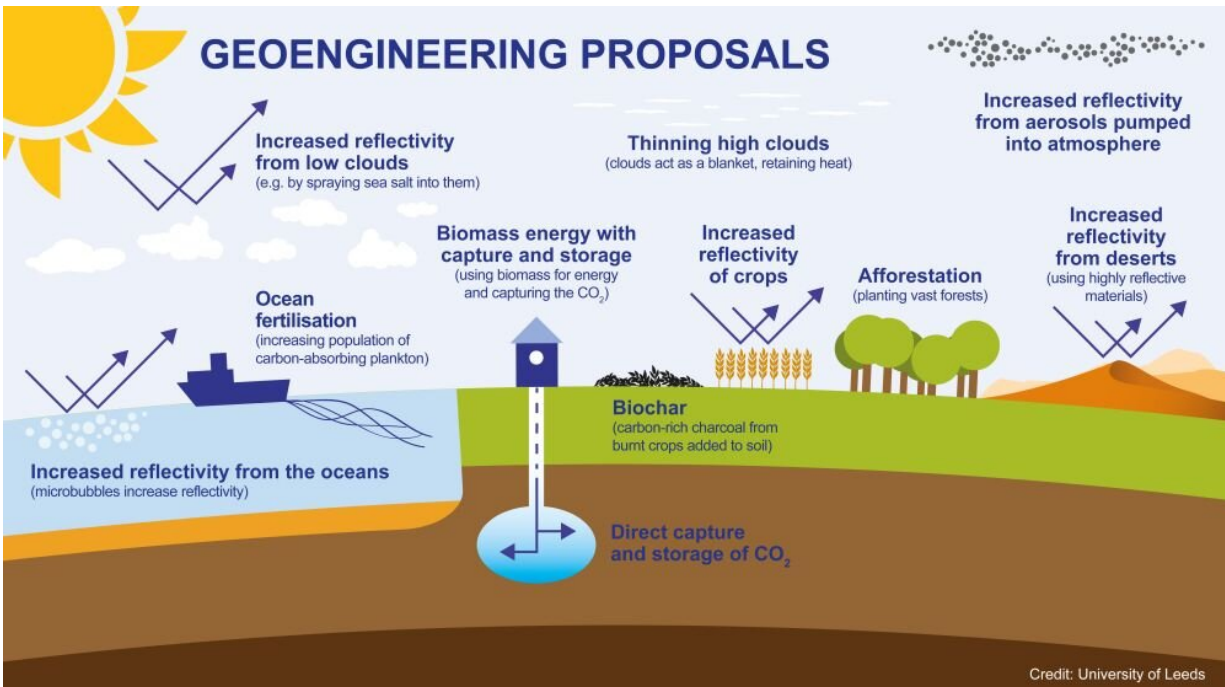 GEOENGINEERING PROPOSALS
Increased reflectivity
from low clouds
(e.g. by spraying sea salt into them)
Thinning high clouds
(clouds act as a blanket, retaining heat)
Increased reflectivity
from aerosols pumped
into atmosphere
Ocean
fertilisation
(increasing population of
carbon-absorbing plankton)
Biomass energy with
capture and storage
(using biomass for energy
and capturing the CO₂)
Increased
reflectivity
of crops
Afforestation
(planting vast forests)
Increased
reflectivity
from deserts
(using highly reflective
materials)
Increased reflectivity from the oceans
(microbubbles increase reflectivity)
Biochar
(carbon-rich charcoal from
burnt crops added to soil)
Direct capture
and storage of CO₂
Credit: University of Leeds